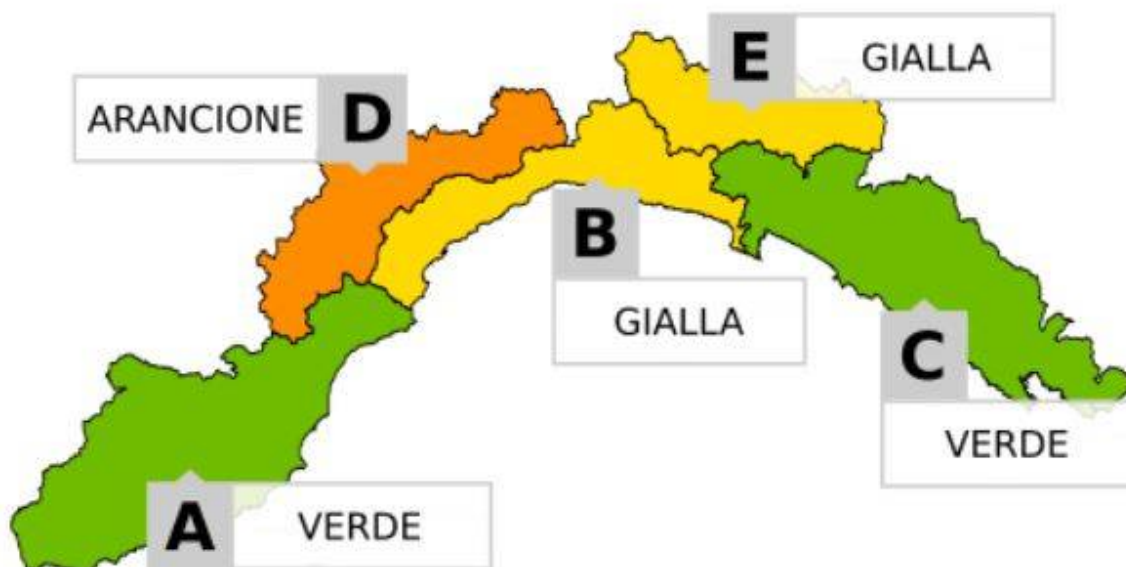 E GIALLA
ARANCIONE D
B
GIALLA
C
VERDE
A VERDE